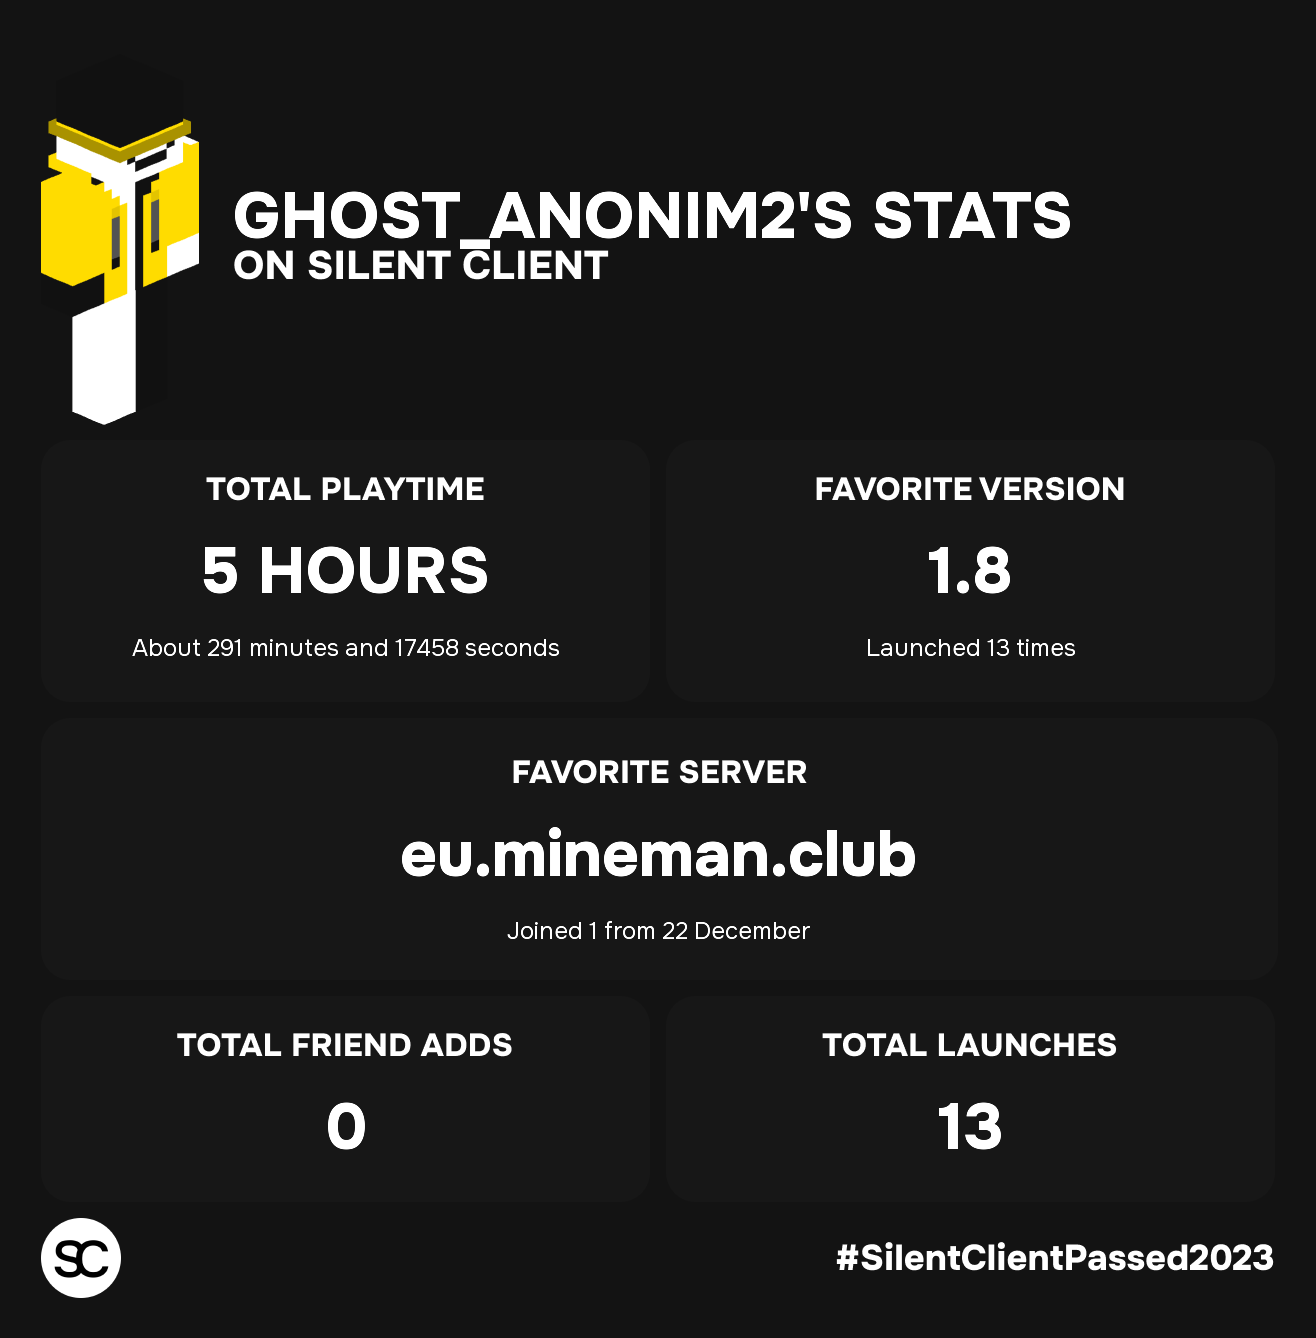 GHOST_ANONIM2'S STATS
ON SILENT CLIENT
TOTAL PLAYTIME
5 HOURS
About 291 minutes and 17458 seconds
FAVORITE VERSION
1.8
Launched 13 times
FAVORITE SERVER
eu.mineman.club
Joined 1 from 22 December
TOTAL FRIEND ADDS
0
TOTAL LAUNCHES
13
SC
#SilentClientPassed2023